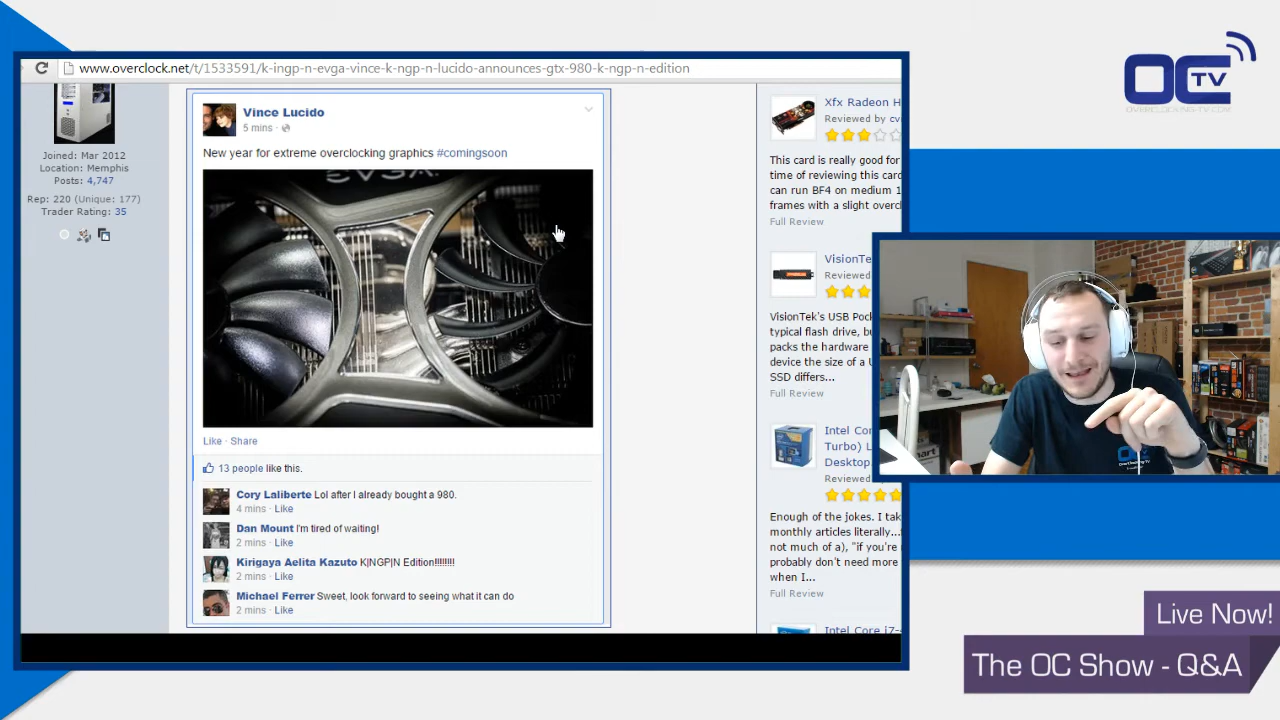 www.overclock.net/t/1533591/k-ingp-n-evga-vince-k-ngp-n-lucido-announces-gtx-980-k-ngp-n-edition
OC TV
Joined: Mar 2012
Location: Memphis
Posts: 4,747
Rep: 220 (Unique: 177)
Trader Rating: 35
Vince Lucido
5 mins ·
New year for extreme overclocking graphics #comingsoon
EVGA
Like · Share
13 people like this.
Cory Laliberte Lol after I already bought a 980.
4 mins · Like
Dan Mount I'm tired of waiting!
2 mins · Like
Kirigaya Aelita Kazuto K|NGP|N Edition!!!!!!!!
2 mins · Like
Michael Ferrer Sweet, look forward to seeing what it can do
2 mins · Like
Xfx Radeon H
Reviewed by cv
This card is really good for
time of reviewing this card
can run BF4 on medium 1
frames with a slight overcl
Full Review
VisionTe
Reviewed
VisionTek's USB Poc
typical flash drive, bu
packs the hardware
device the size of a U
SSD differs...
Full Review
Intel Cor
Turbo) L
Desktop
Reviewed
Enough of the jokes. I tak
monthly articles literally...
not much of a), "if you're
probably don't need more
when I...
Full Review
Intel Core i7-
Live Now!
The OC Show - Q&A